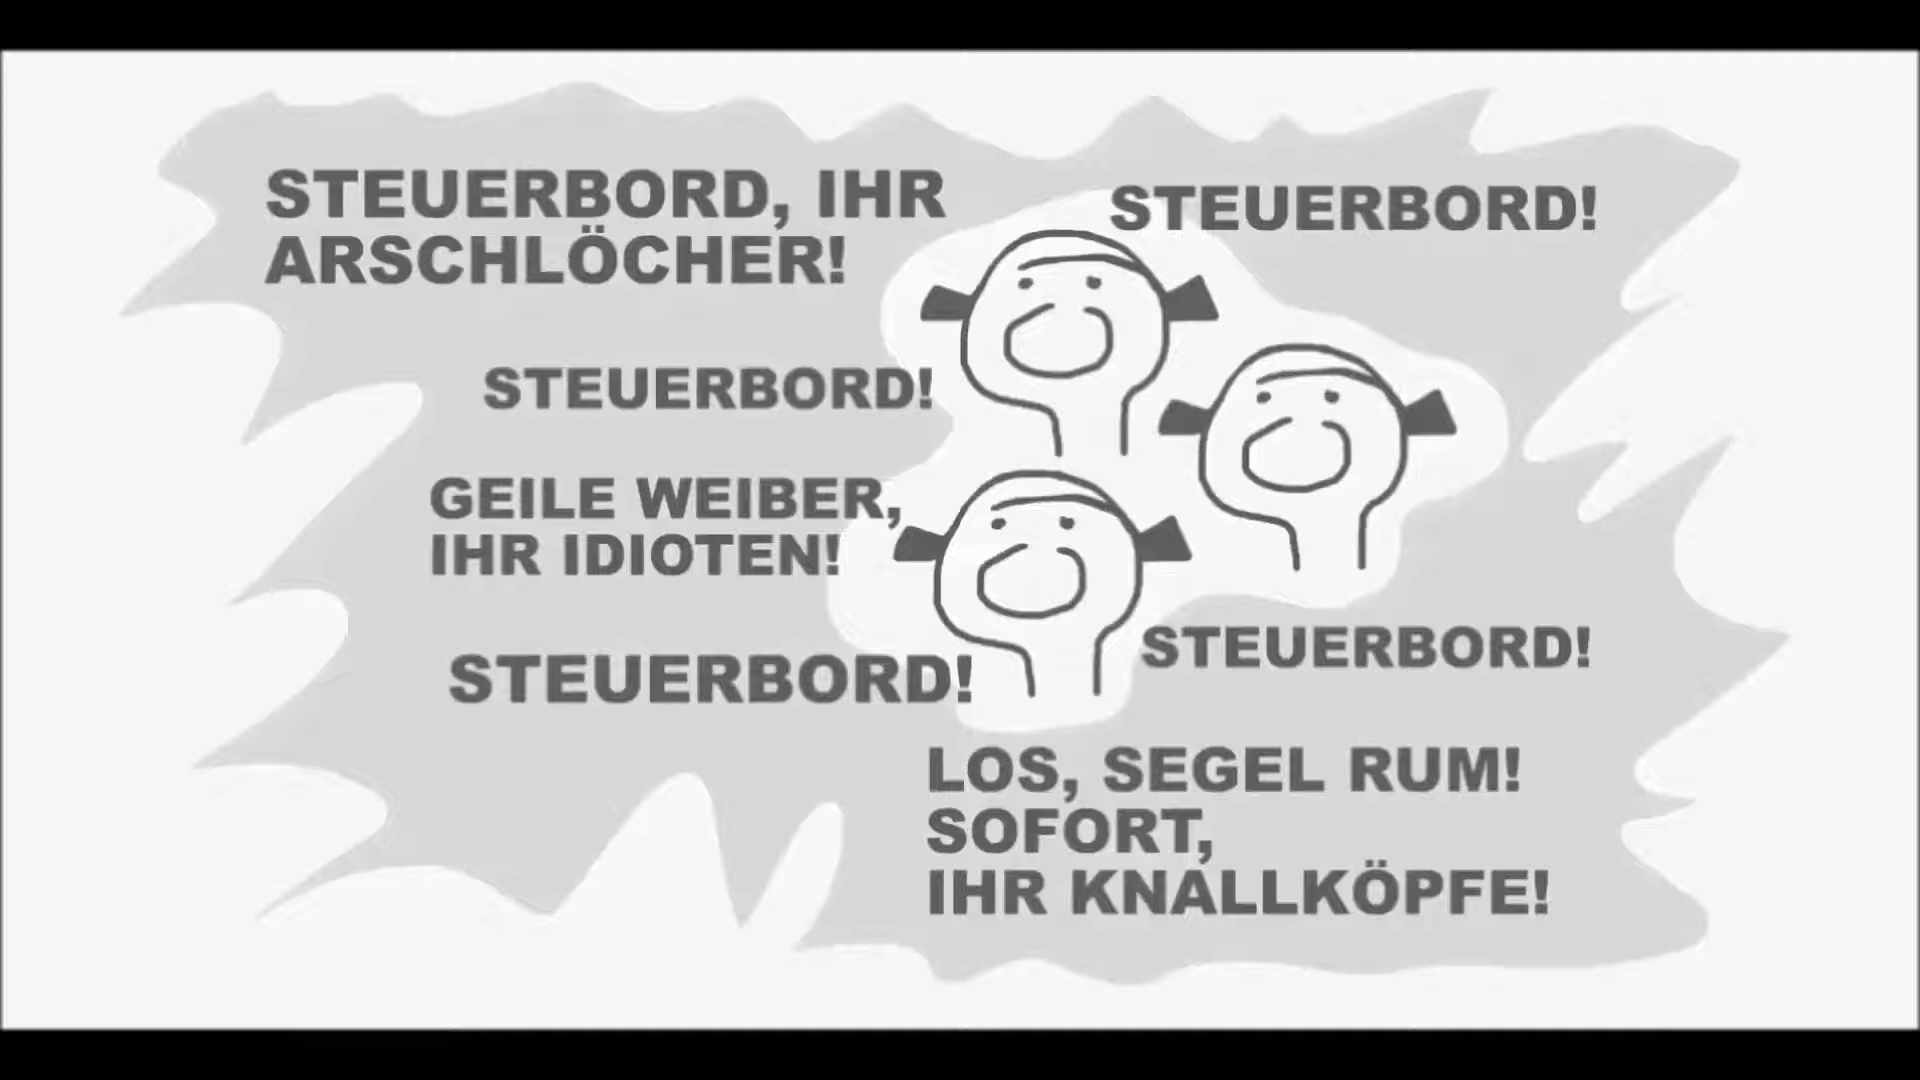 STEUERBORD, IHR
ARSCHLÖCHER!
STEUERBORD!
STEUERBORD!
GEILE WEIBER,
IHR IDIOTEN!
STEUERBORD!
STEUERBORD!
LOS, SEGEL RUM!
SOFORT,
IHR KNALLKÖPFE!